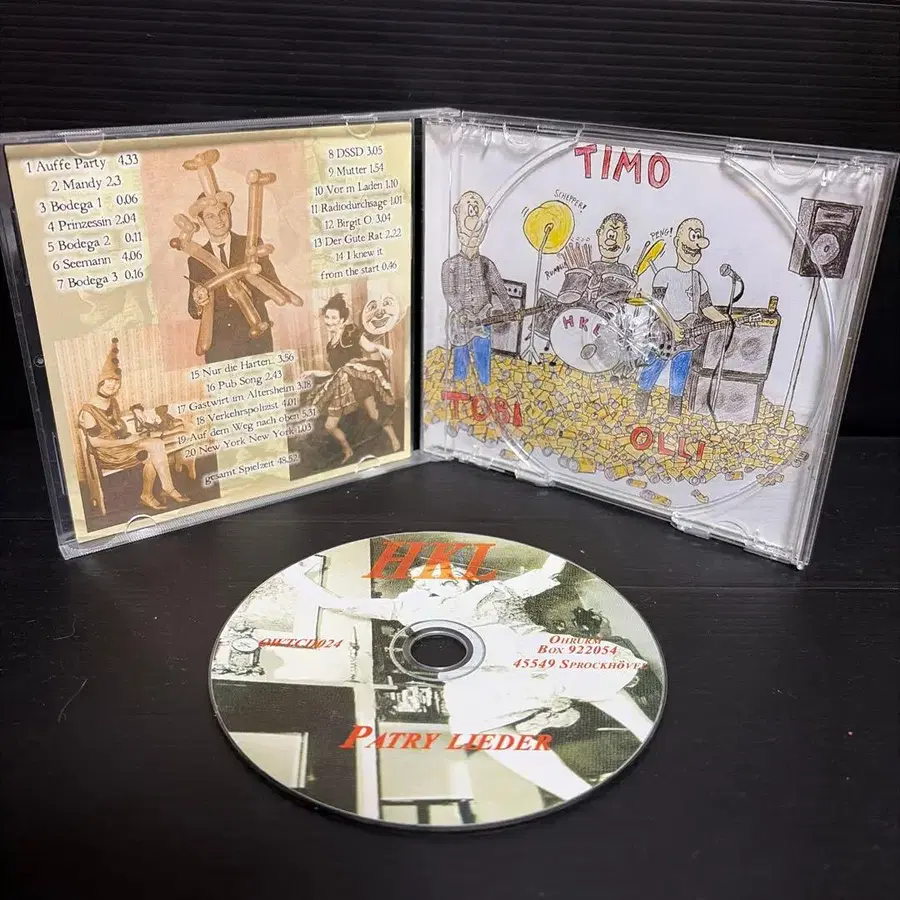 1 Auffe Party 4.33
2 Mandy 2.3
3 Bodega 1 0.06
4 Prinzessin 2.04
5 Bodega 2 0.11
6 Seemann 4.06
7 Bodega 3 0.16
8 DSSD 3.05
9 Mutter 1.54
10 Vor m Laden 1.10
11 Radiodurchsage 1.01
12 Birgit O 3.04
13 Der Gute Rat 2.22
14 I knew it
from the start 0.46
15 Nur die Harten.. 3.56
16 Pub Song 2,43
17 Gastwirt im Altersheim 3.18
18 Verkehrspolizist 4.01
19 Auf dem Weg nach oben 5.31
20 New York New York 1.03
gesamt Spielzeit 48.52
TIMO
SCHEPPER!
PENG!
HKL
TOBI
OLLI
HKL
OWTCD024
OHRURM
BOX 922054
45549 SPROCKHÖVEL
PATRY LIEDER